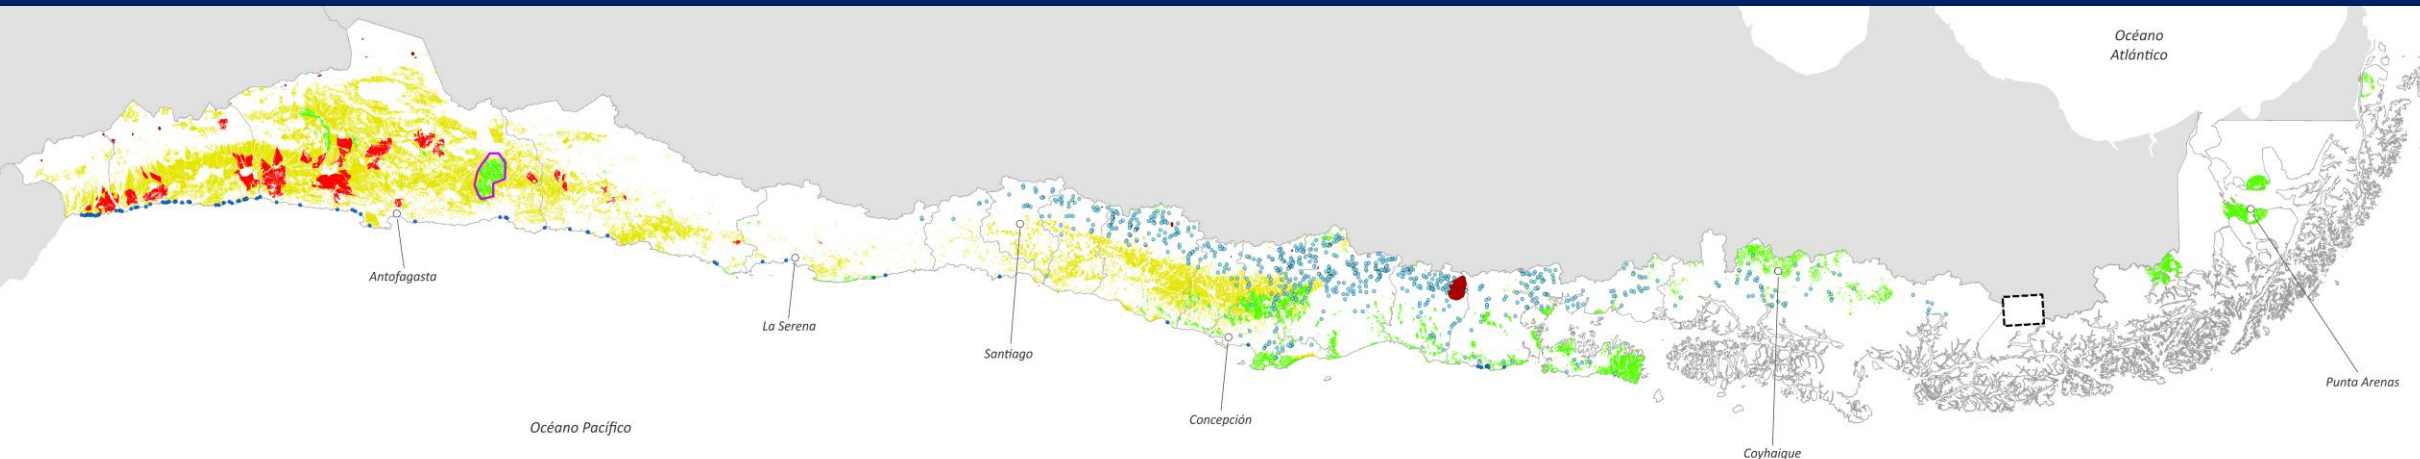 Océano
Atlántico
Antofagasta
La Serena
Santiago
Concepción
Punta Arenas
Océano Pacífico
Coyhaique